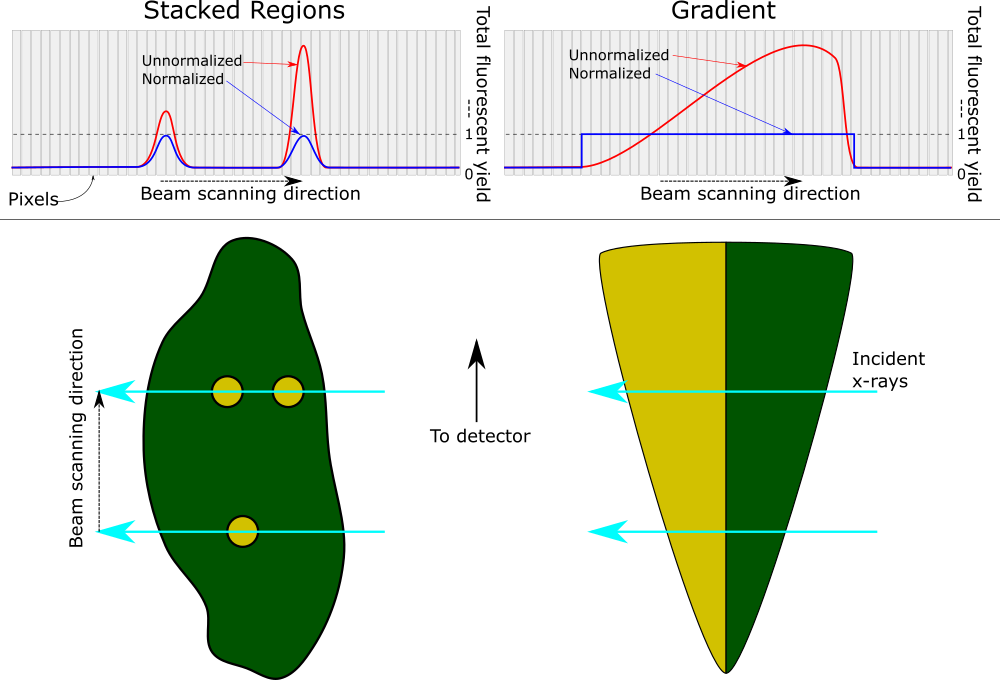 Stacked Regions
Unnormalized
Normalized
1
0
Total fluorescent yield
Pixels
Beam scanning direction
Gradient
Unnormalized
Normalized
1
0
Total fluorescent yield
Beam scanning direction
Beam scanning direction
To detector
Incident
x-rays